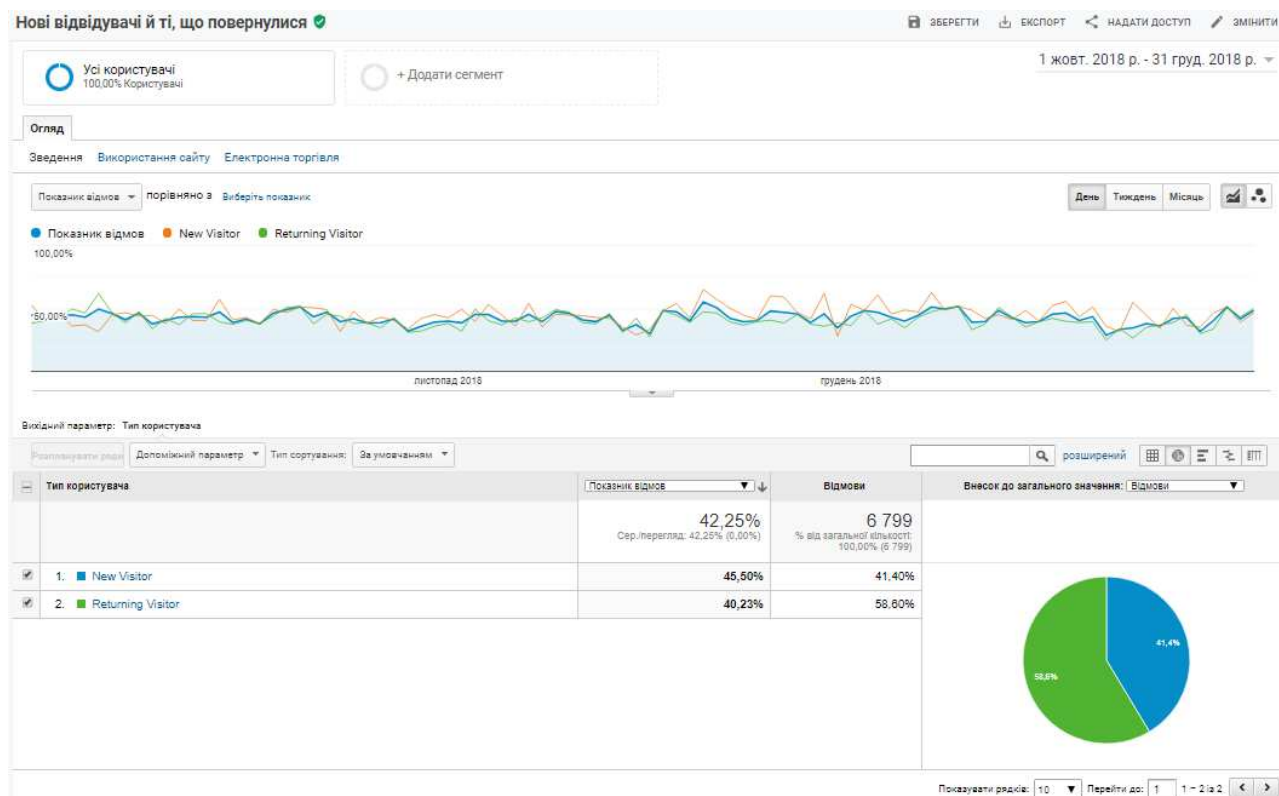 Нові відвідувачі й ті, що повернулися
ЗБЕРЕГТИ ЕКСПОРТ НАДАТИ ДОСТУП ЗМІНИТИ
1 жовт. 2018 р. - 31 груд. 2018 р.
Усі користувачі
100,00% Користувачі
+ Додати сегмент
Огляд
Зведення Використання сайту Електронна торгівля
Показник відмов порівняно з Виберіть показник
День Тиждень Місяць
Показник відмов New Visitor Returning Visitor
100,00%
50,00%
листопад 2018 грудень 2018
Вихідний параметр: Тип користувача
Допоміжний параметр Тип сортування: За умовчанням розширений
Тип користувача Показник відмов Відмови Внесок до загального значення: Відмови
42,25% 6 799
Сер./перегляд: 42,25% (0,00%) % від загальної кількості:
100,00% (6 799)
1. New Visitor 45,50% 41,40%
2. Returning Visitor 40,23% 58,60%
41,4%
58,6%
Показувати рядків: 10 Перейти до: 1 1 – 2 із 2